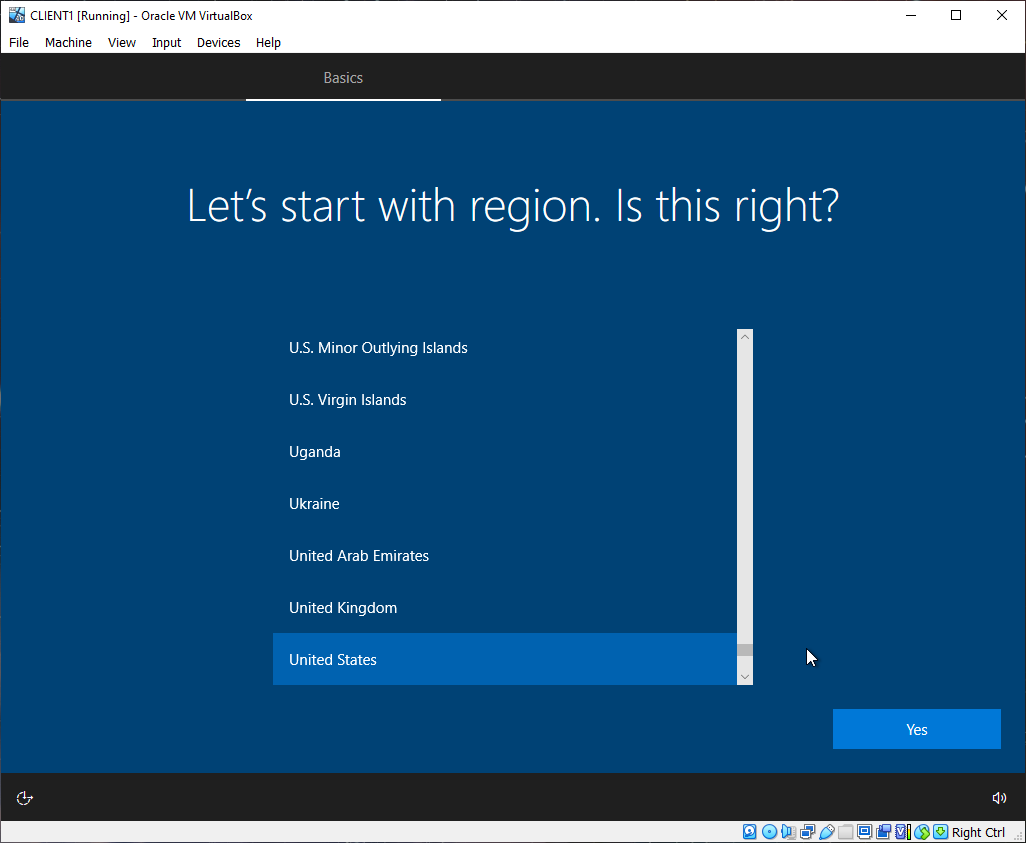 CLIENT1 [Running] - Oracle VM VirtualBox
File Machine View Input Devices Help
Basics
Let’s start with region. Is this right?
U.S. Minor Outlying Islands
U.S. Virgin Islands
Uganda
Ukraine
United Arab Emirates
United Kingdom
United States
Yes
Right Ctrl